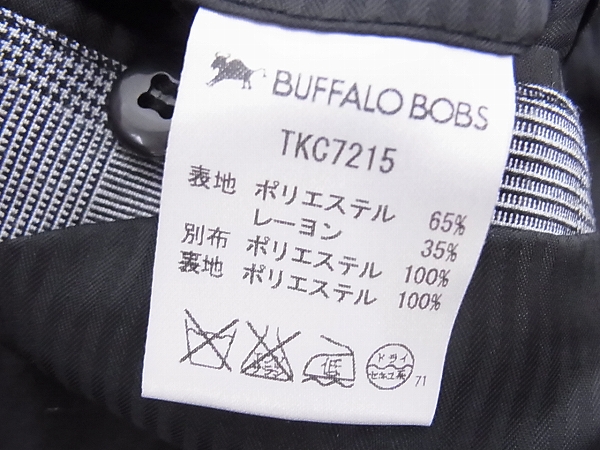 BUFFALO BOBS
TKC7215
表地 ポリエステル 65%
レーヨン 35%
別布 ポリエステル 100%
表地 ポリエステル 100%
低
ドライ
セキユ系
71